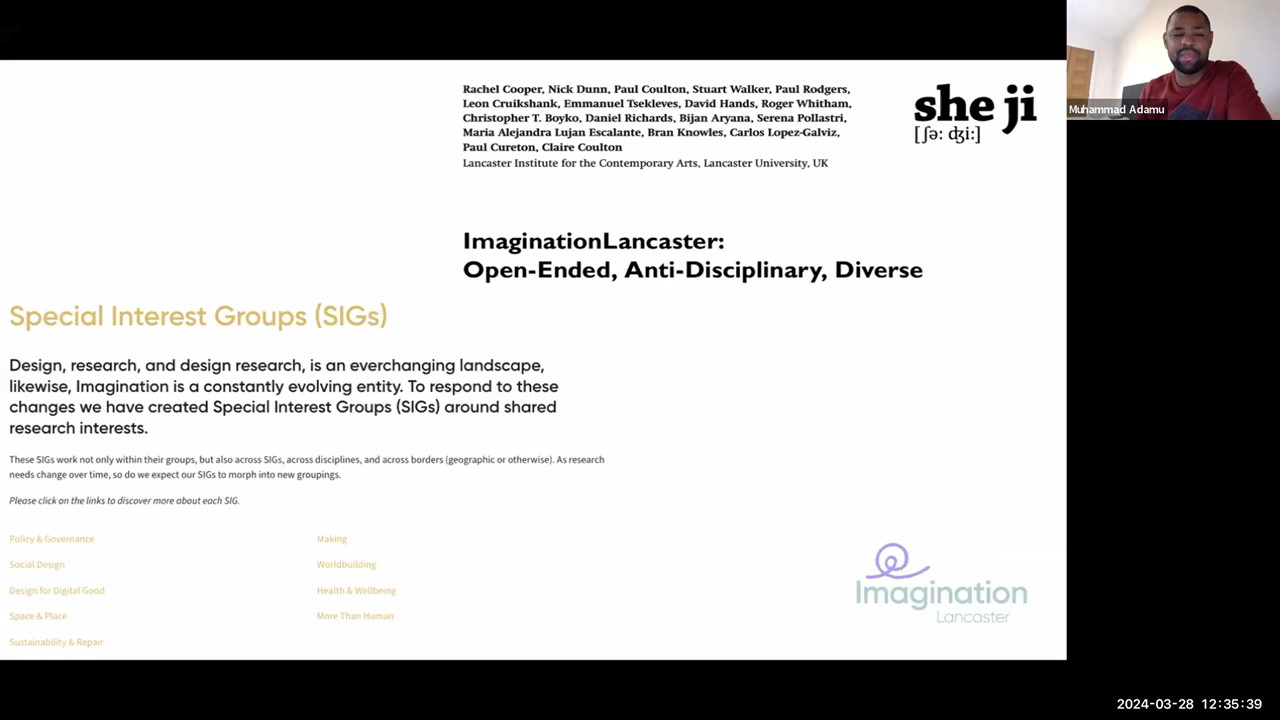 Rachel Cooper, Nick Dunn, Paul Coulton, Stuart Walker, Paul Rodgers,
Leon Cruikshank, Emmanuel Tsekleves, David Hands, Roger Whitham,
Christopher T. Boyko, Daniel Richards, Bijan Aryana, Serena Pollastri,
Maria Alejandra Lujan Escalante, Bran Knowles, Carlos Lopez-Galviz,
Paul Cureton, Claire Coulton
Lancaster Institute for the Contemporary Arts, Lancaster University, UK
she ji
[ʃə: ʤi:]
Muhammad Adamu
ImaginationLancaster:
Open-Ended, Anti-Disciplinary, Diverse
Special Interest Groups (SIGs)
Design, research, and design research, is an everchanging landscape,
likewise, Imagination is a constantly evolving entity. To respond to these
changes we have created Special Interest Groups (SIGs) around shared
research interests.
These SIGs work not only within their groups, but also across SIGs, across disciplines, and across borders (geographic or otherwise). As research
needs change over time, so do we expect our SIGs to morph into new groupings.
Please click on the links to discover more about each SIG.
Policy & Governance
Social Design
Design for Digital Good
Space & Place
Sustainability & Repair
Making
Worldbuilding
Health & Wellbeing
More Than Human
Imagination
Lancaster
2024-03-28 12:35:39